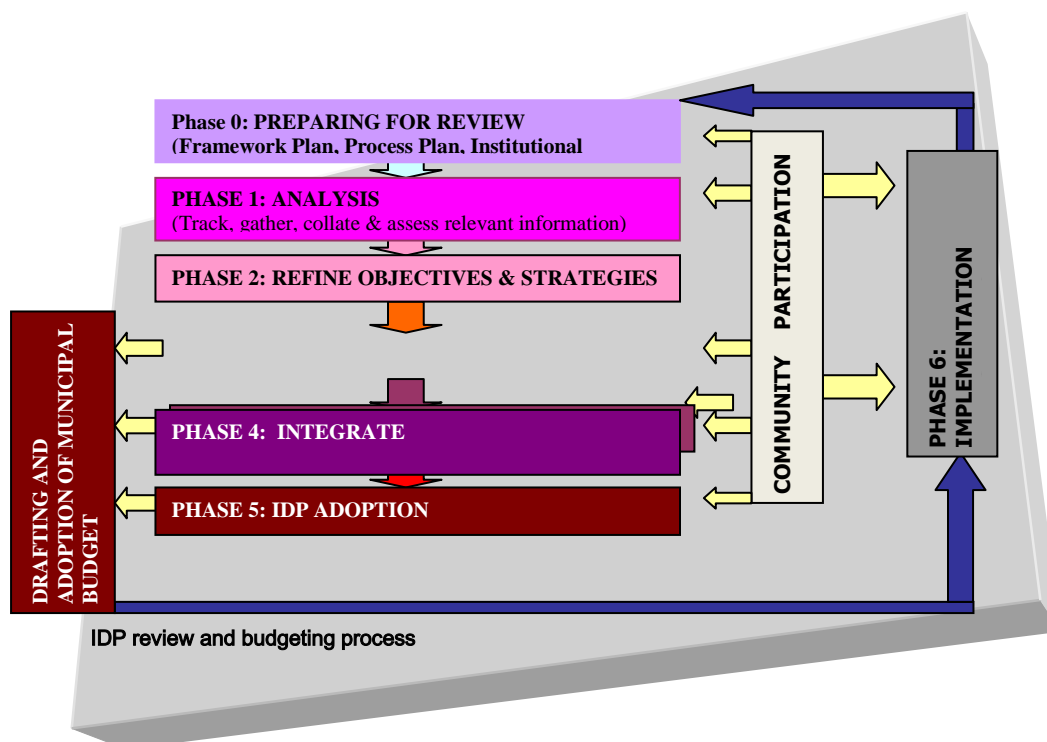 Phase 0: PREPARING FOR REVIEW
(Framework Plan, Process Plan, Institutional
PHASE 1: ANALYSIS
(Track, gather, collate & assess relevant information)
PHASE 2: REFINE OBJECTIVES & STRATEGIES
PHASE 4:  INTEGRATE
PHASE 5: IDP ADOPTION
DRAFTING AND
ADOPTION OF MUNICIPAL
BUDGET
COMMUNITY PARTICIPATION
PHASE 6:
IMPLEMENTATION
IDP review and budgeting process